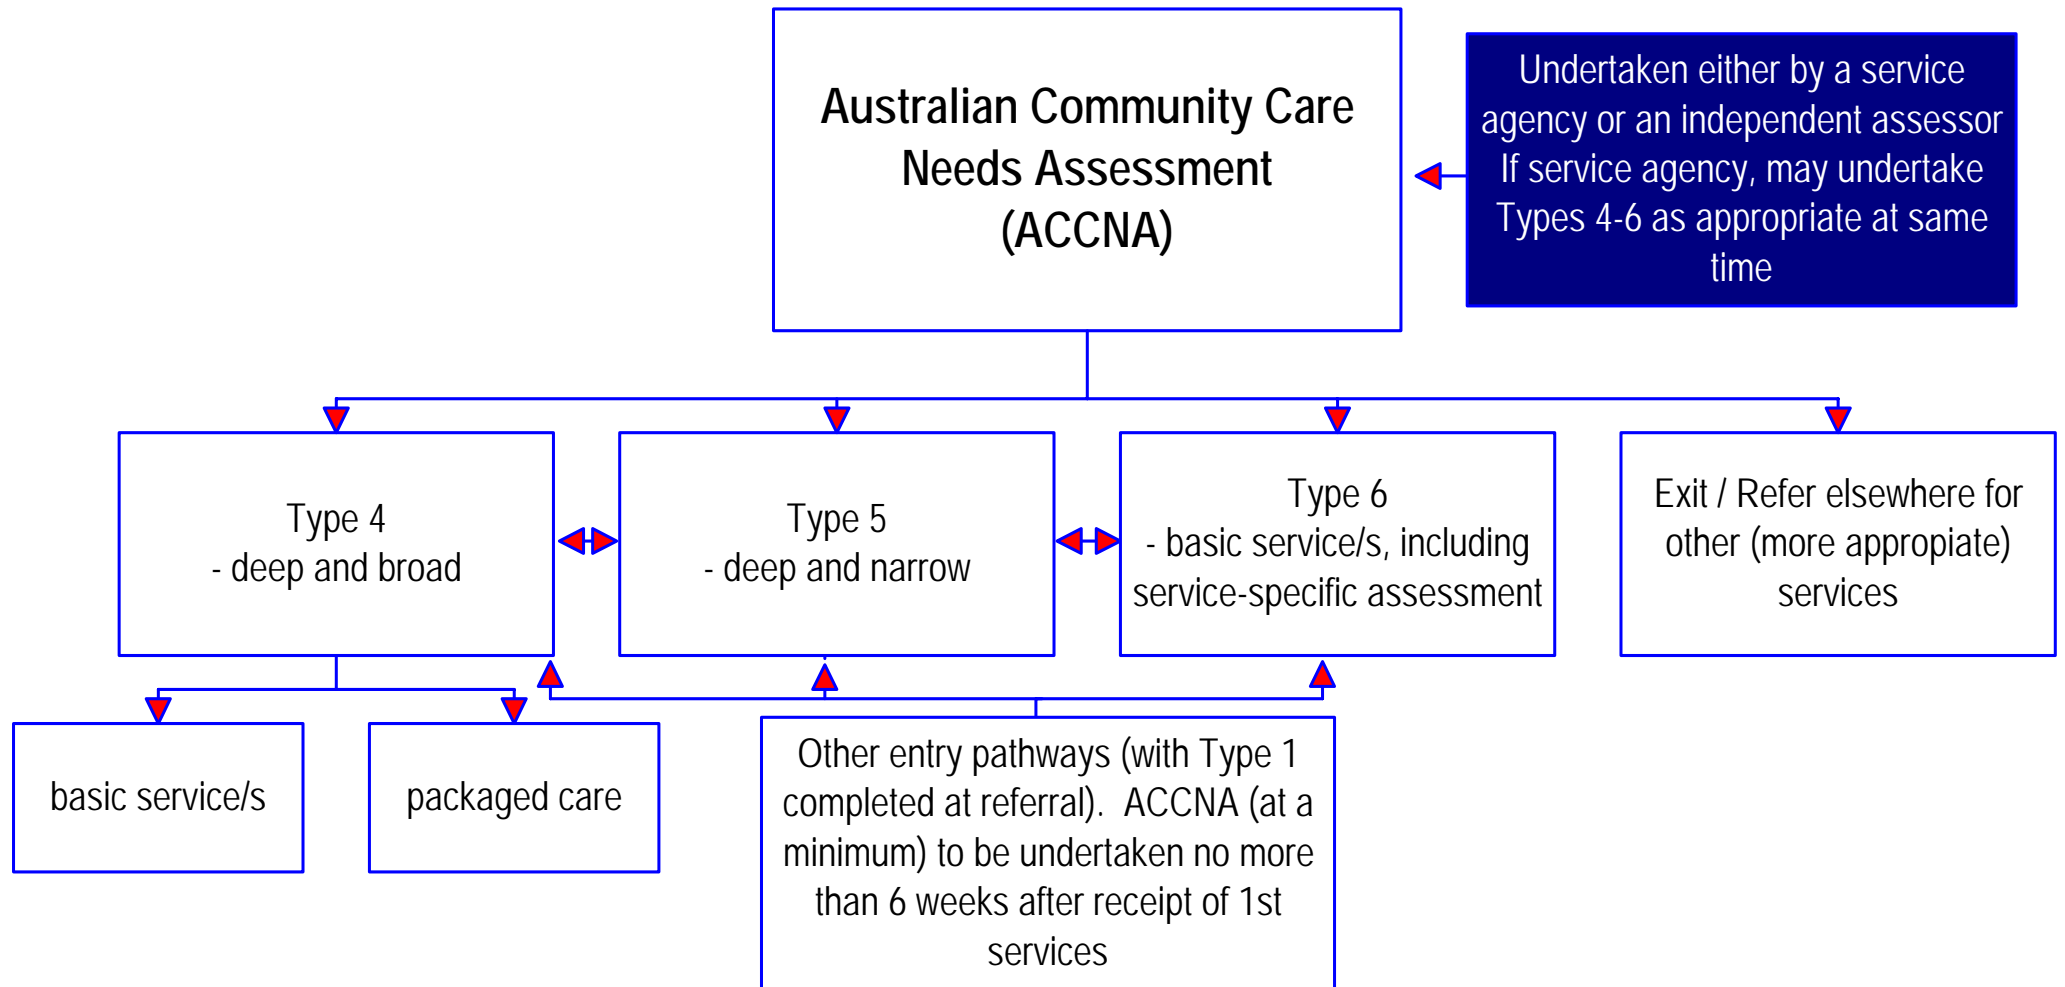 Australian Community Care
Needs Assessment
(ACCNA)
Undertaken either by a service
agency or an independent assessor
If service agency, may undertake
Types 4-6 as appropriate at same
time
Type 4
- deep and broad
Type 5
- deep and narrow
Type 6
- basic service/s, including
service-specific assessment
Exit / Refer elsewhere for
other (more appropiate)
services
basic service/s
packaged care
Other entry pathways (with Type 1
completed at referral).  ACCNA (at a
minimum) to be undertaken no more
than 6 weeks after receipt of 1st
services